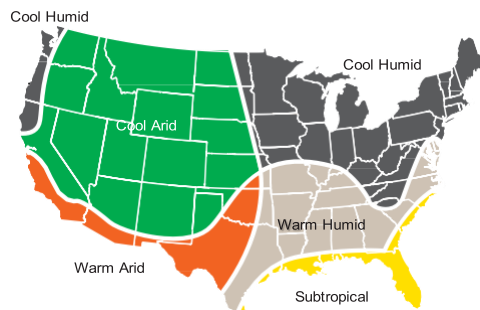 Cool Humid
Cool Humid
Cool Arid
Warm Humid
Warm Arid
Subtropical